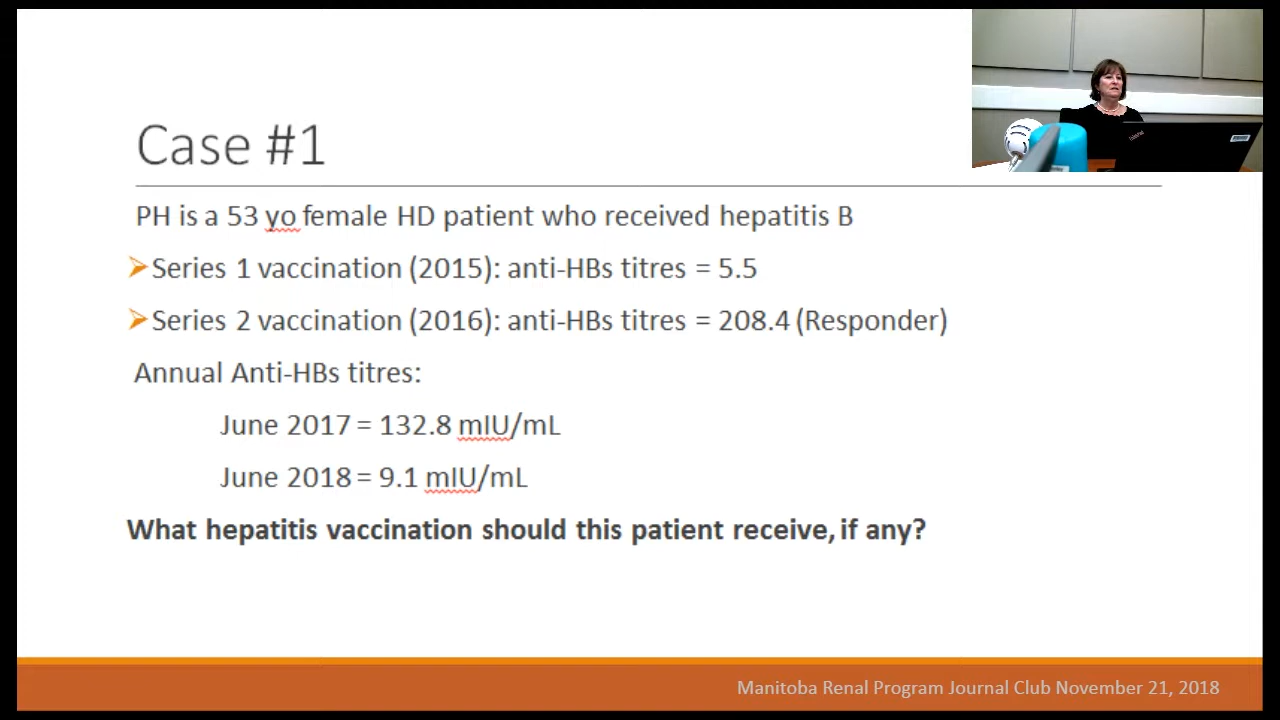 Case #1
PH is a 53 yo female HD patient who received hepatitis B
Series 1 vaccination (2015): anti-HBs titres = 5.5
Series 2 vaccination (2016): anti-HBs titres = 208.4 (Responder)
Annual Anti-HBs titres:
June 2017 = 132.8 mIU/mL
June 2018 = 9.1 mIU/mL
What hepatitis vaccination should this patient receive, if any?
Manitoba Renal Program Journal Club November 21, 2018